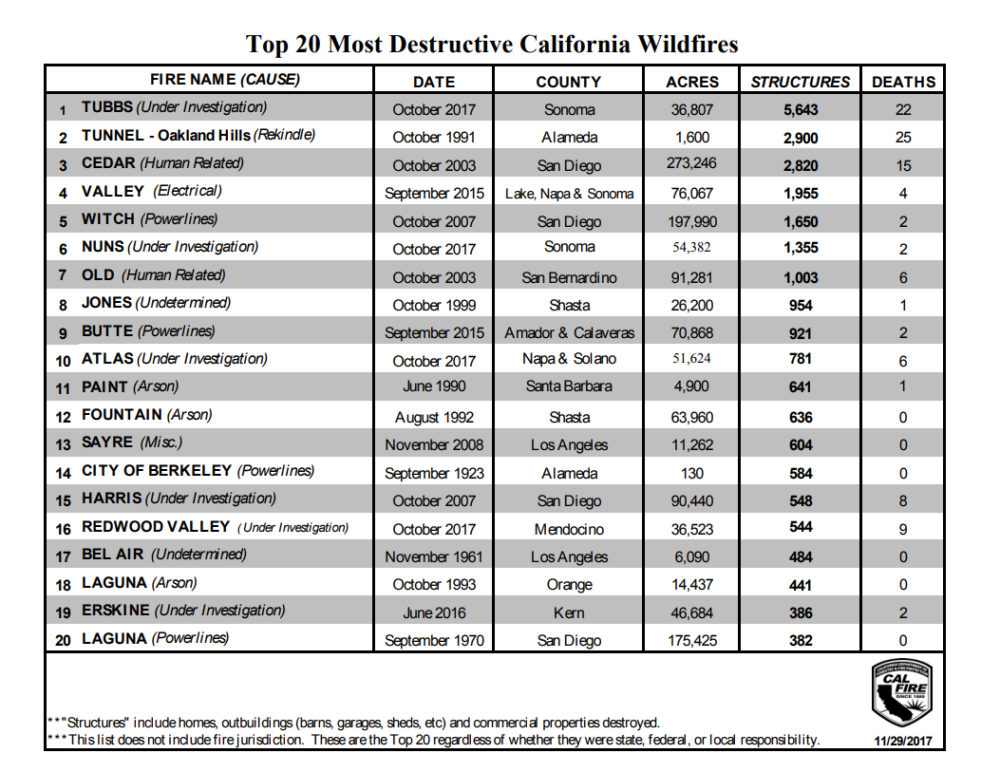 Top 20 Most Destructive California Wildfires
FIRE NAME (CAUSE) DATE COUNTY ACRES STRUCTURES DEATHS
1 TUBBS (Under Investigation) October 2017 Sonoma 36,807 5,643 22
2 TUNNEL - Oakland Hills (Rekindle) October 1991 Alameda 1,600 2,900 25
3 CEDAR (Human Related) October 2003 San Diego 273,246 2,820 15
4 VALLEY (Electrical) September 2015 Lake, Napa & Sonoma 76,067 1,955 4
5 WITCH (Powerlines) October 2007 San Diego 197,990 1,650 2
6 NUNS (Under Investigation) October 2017 Sonoma 54,382 1,355 2
7 OLD (Human Related) October 2003 San Bernardino 91,281 1,003 6
8 JONES (Undetermined) October 1999 Shasta 26,200 954 1
9 BUTTE (Powerlines) September 2015 Amador & Calaveras 70,868 921 2
10 ATLAS (Under Investigation) October 2017 Napa & Solano 51,624 781 6
11 PAINT (Arson) June 1990 Santa Barbara 4,900 641 1
12 FOUNTAIN (Arson) August 1992 Shasta 63,960 636 0
13 SAYRE (Misc.) November 2008 Los Angeles 11,262 604 0
14 CITY OF BERKELEY (Powerlines) September 1923 Alameda 130 584 0
15 HARRIS (Under Investigation) October 2007 San Diego 90,440 548 8
16 REDWOOD VALLEY (Under Investigation) October 2017 Mendocino 36,523 544 9
17 BEL AIR (Undetermined) November 1961 Los Angeles 6,090 484 0
18 LAGUNA (Arson) October 1993 Orange 14,437 441 0
19 ERSKINE (Under Investigation) June 2016 Kern 46,684 386 2
20 LAGUNA (Powerlines) September 1970 San Diego 175,425 382 0
CAL
FIRE
SINCE 1885
**"Structures" include homes, outbuildings (barns, garages, sheds, etc) and commercial properties destroyed.
***This list does not include fire jurisdiction. These are the Top 20 regardless of whether they were state, federal, or local responsibility.
11/29/2017